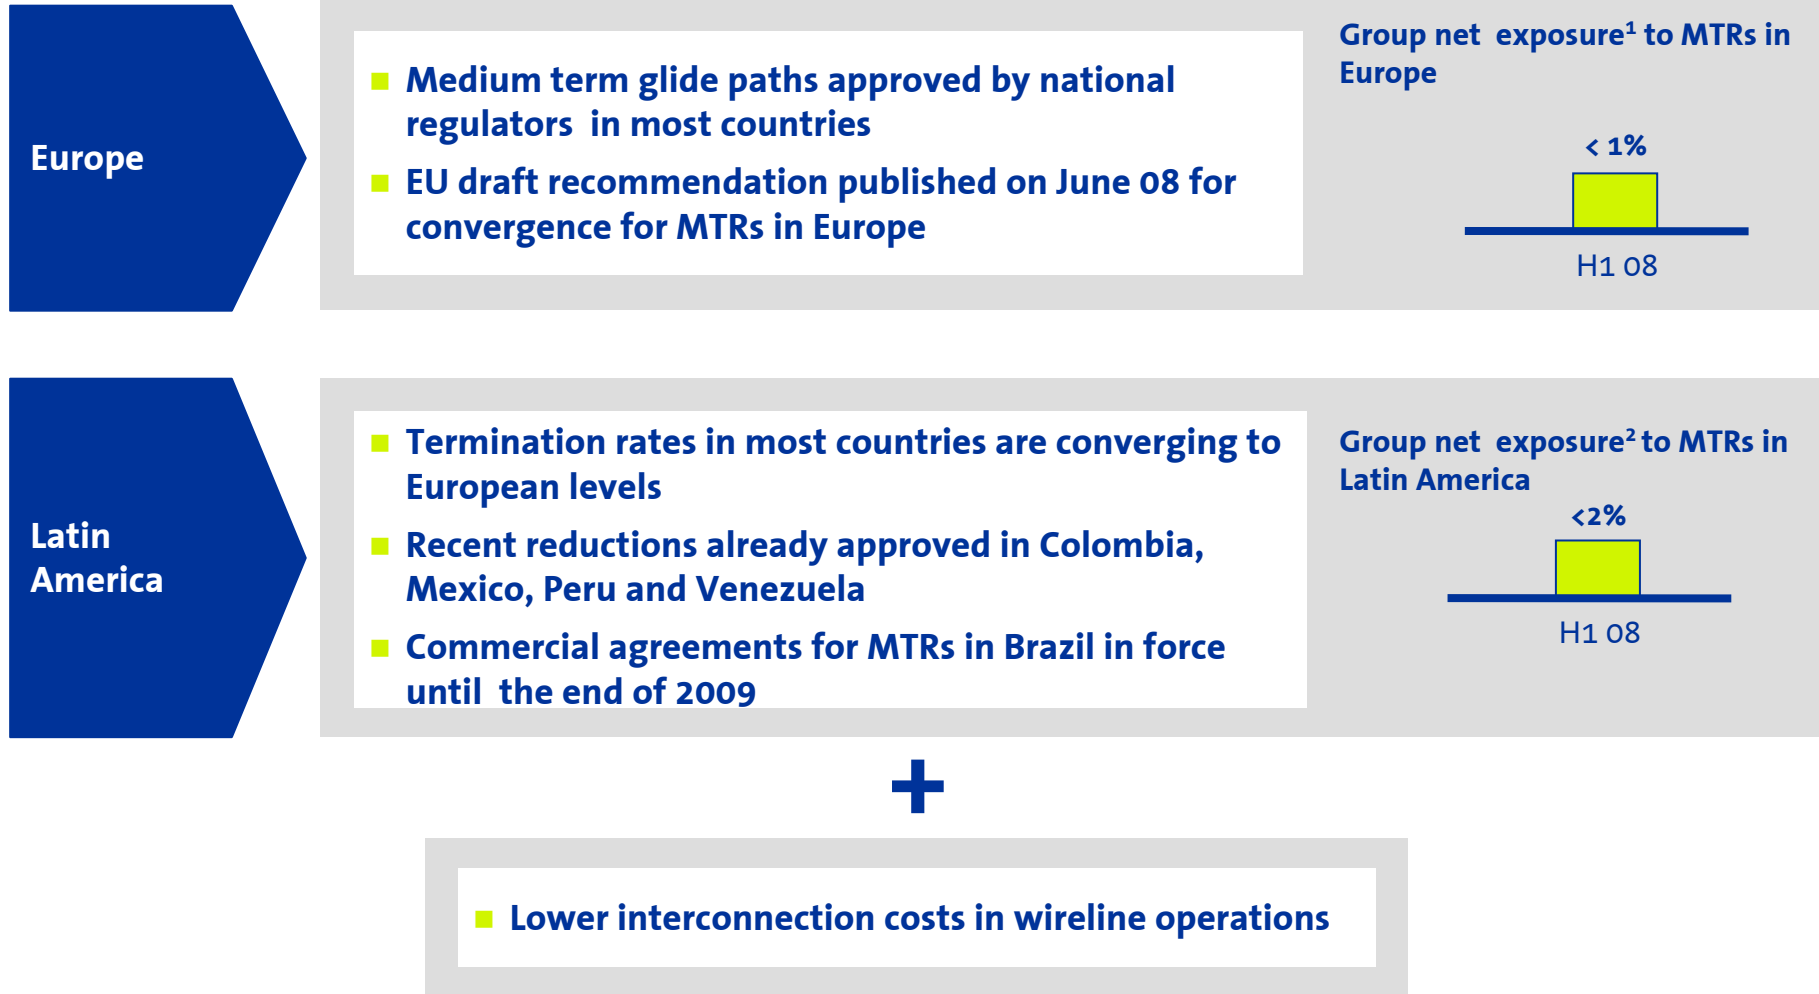 Europe
Medium term glide paths approved by national
regulators in most countries
EU draft recommendation published on June 08 for
convergence for MTRs in Europe
Group net exposure¹ to MTRs in
Europe
< 1%
H1 08
Latin
America
Termination rates in most countries are converging to
European levels
Recent reductions already approved in Colombia,
Mexico, Peru and Venezuela
Commercial agreements for MTRs in Brazil in force
until the end of 2009
Group net exposure² to MTRs in
Latin America
<2%
H1 08
+
Lower interconnection costs in wireline operations